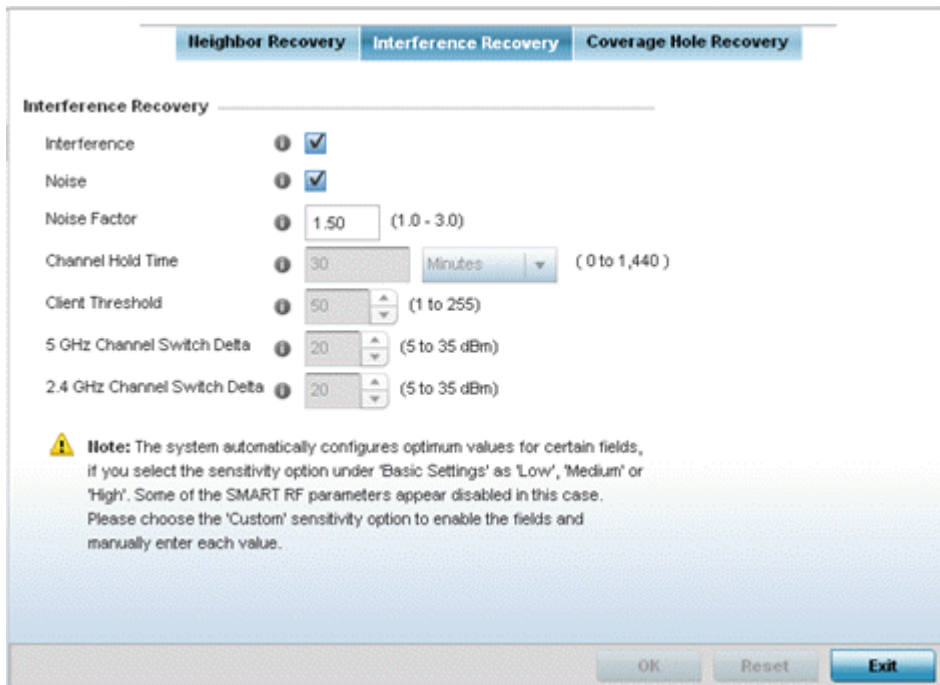 Neighbor Recovery Interference Recovery Coverage Hole Recovery
Interference Recovery
Interference
Noise
Noise Factor 1.50 (1.0 - 3.0)
Channel Hold Time 30 Minutes ( 0 to 1,440 )
Client Threshold 50 (1 to 255)
5 GHz Channel Switch Delta 20 (5 to 35 dBm)
2.4 GHz Channel Switch Delta 20 (5 to 35 dBm)
Note: The system automatically configures optimum values for certain fields,
if you select the sensitivity option under 'Basic Settings' as 'Low', 'Medium' or
'High'. Some of the SMART RF parameters appear disabled in this case.
Please choose the 'Custom' sensitivity option to enable the fields and
manually enter each value.
OK Reset Exit